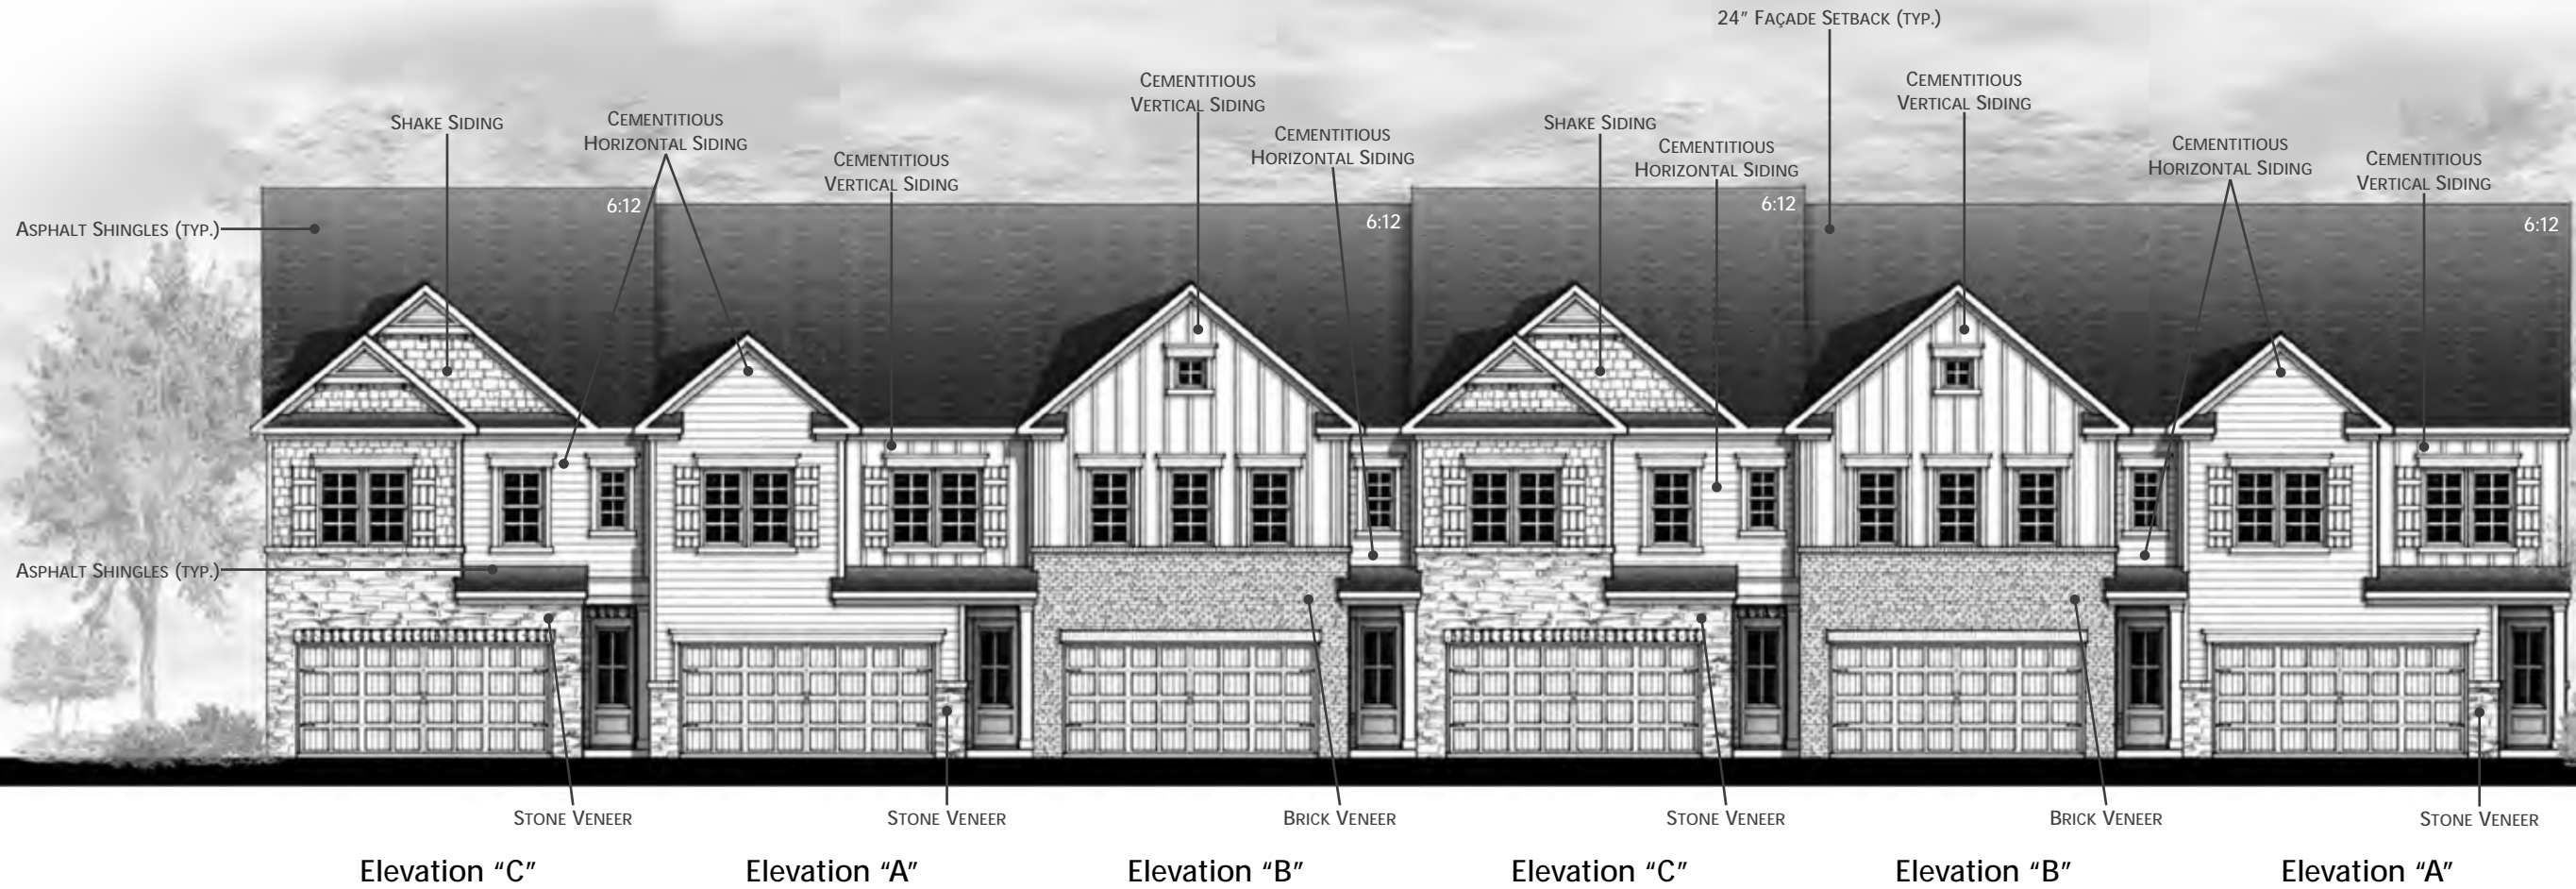 24" FAÇADE SETBACK (TYP.)
CEMENTITIOUS
VERTICAL SIDING
CEMENTITIOUS
VERTICAL SIDING
SHAKE SIDING
CEMENTITIOUS
HORIZONTAL SIDING
CEMENTITIOUS
HORIZONTAL SIDING
SHAKE SIDING
CEMENTITIOUS
HORIZONTAL SIDING
CEMENTITIOUS
HORIZONTAL SIDING
CEMENTITIOUS
VERTICAL SIDING
CEMENTITIOUS
VERTICAL SIDING
6:12
6:12
6:12
6:12
ASPHALT SHINGLES (TYP.)
ASPHALT SHINGLES (TYP.)
STONE VENEER
STONE VENEER
BRICK VENEER
STONE VENEER
BRICK VENEER
STONE VENEER
Elevation “C”
Elevation “A”
Elevation “B”
Elevation “C”
Elevation “B”
Elevation “A”